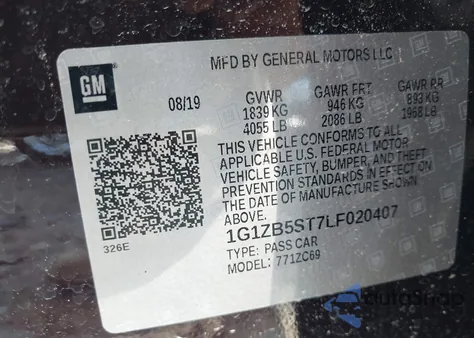 MFD BY GENERAL MOTORS LLC
GM
08/19 GVWR GAWR FRT GAWR RR
1839 KG 946 KG 893 KG
4055 LB 2086 LB 1968 LB
THIS VEHICLE CONFORMS TO ALL
APPLICABLE U.S. FEDERAL MOTOR
VEHICLE SAFETY, BUMPER, AND THEFT
PREVENTION STANDARDS IN EFFECT ON
THE DATE OF MANUFACTURE SHOWN
ABOVE.
1G1ZB5ST7LF020407
326E
TYPE: PASS CAR
MODEL: 771ZC69
AutoSnap